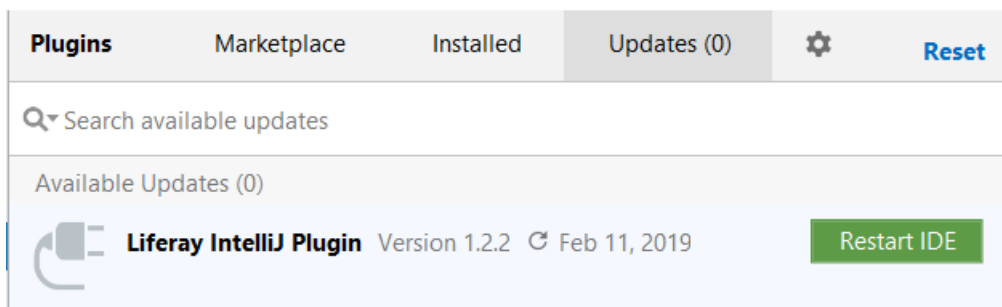 Plugins Marketplace Installed Updates (0) Reset
Search available updates
Available Updates (0)
Liferay IntelliJ Plugin Version 1.2.2 Feb 11, 2019 Restart IDE